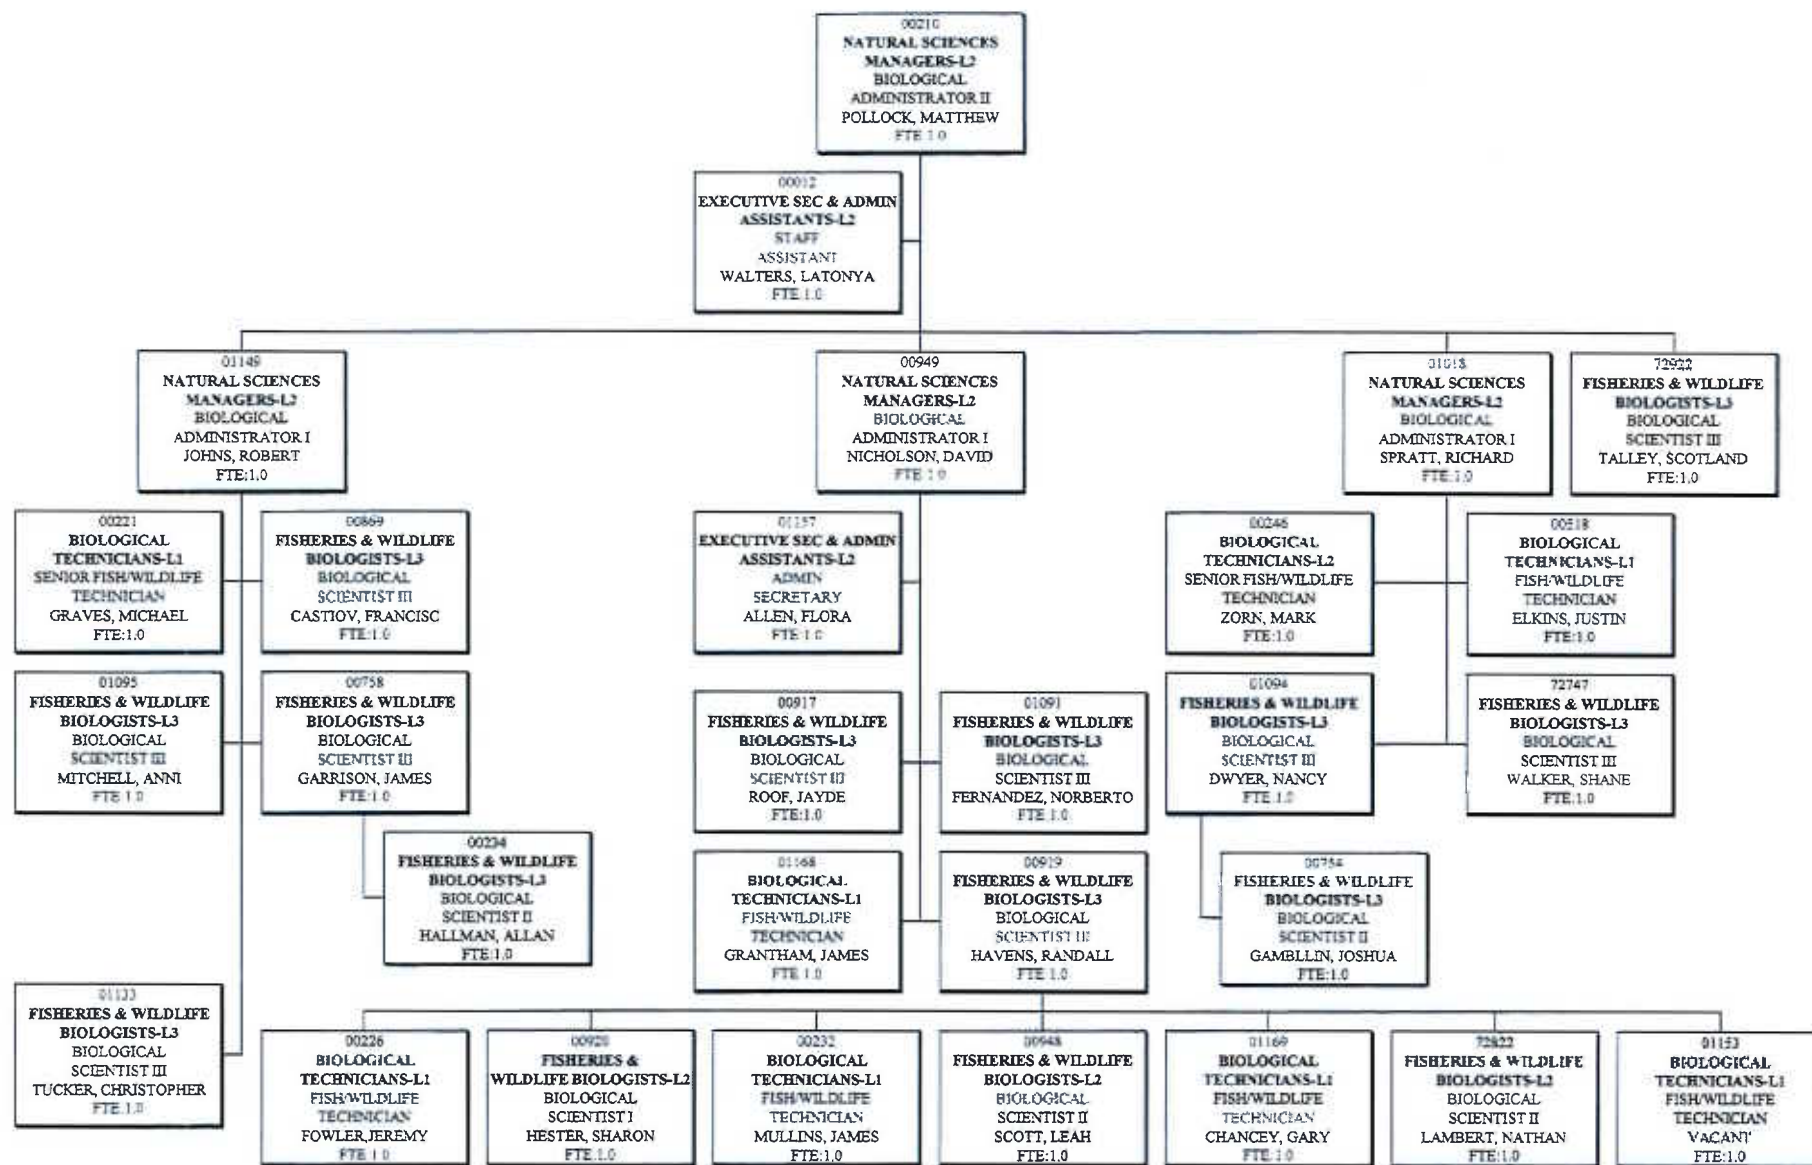 00210
NATURAL SCIENCES
MANAGERS-L2
BIOLOGICAL
ADMINISTRATOR II
POLLOCK, MATTHEW
FTE:1.0
00012
EXECUTIVE SEC & ADMIN
ASSISTANTS-L2
STAFF
ASSISTANT
WALTERS, LATONYA
FTE:1.0
01149
NATURAL SCIENCES
MANAGERS-L2
BIOLOGICAL
ADMINISTRATOR I
JOHNS, ROBERT
FTE:1.0
00949
NATURAL SCIENCES
MANAGERS-L2
BIOLOGICAL
ADMINISTRATOR I
NICHOLSON, DAVID
FTE:1.0
01018
NATURAL SCIENCES
MANAGERS-L2
BIOLOGICAL
ADMINISTRATOR I
SPRATT, RICHARD
FTE:1.0
72922
FISHERIES & WILDLIFE
BIOLOGISTS-L3
BIOLOGICAL
SCIENTIST III
TALLEY, SCOTLAND
FTE:1.0
00221
BIOLOGICAL
TECHNICIANS-L1
SENIOR FISH/WILDLIFE
TECHNICIAN
GRAVES, MICHAEL
FTE:1.0
00869
FISHERIES & WILDLIFE
BIOLOGISTS-L3
BIOLOGICAL
SCIENTIST III
CASTIOV, FRANCISC
FTE:1.0
01157
EXECUTIVE SEC & ADMIN
ASSISTANTS-L2
ADMIN
SECRETARY
ALLEN, FLORA
FTE:1.0
00246
BIOLOGICAL
TECHNICIANS-L2
SENIOR FISH/WILDLIFE
TECHNICIAN
ZORN, MARK
FTE:1.0
00518
BIOLOGICAL
TECHNICIANS-L1
FISH/WILDLIFE
TECHNICIAN
ELKINS, JUSTIN
FTE:1.0
01095
FISHERIES & WILDLIFE
BIOLOGISTS-L3
BIOLOGICAL
SCIENTIST III
MITCHELL, ANNI
FTE:1.0
00758
FISHERIES & WILDLIFE
BIOLOGISTS-L3
BIOLOGICAL
SCIENTIST III
GARRISON, JAMES
FTE:1.0
00917
FISHERIES & WILDLIFE
BIOLOGISTS-L3
BIOLOGICAL
SCIENTIST III
ROOF, JAYDE
FTE:1.0
01091
FISHERIES & WILDLIFE
BIOLOGISTS-L3
BIOLOGICAL
SCIENTIST III
FERNANDEZ, NORBERTO
FTE:1.0
01094
FISHERIES & WILDLIFE
BIOLOGISTS-L3
BIOLOGICAL
SCIENTIST III
DWYER, NANCY
FTE:1.0
72747
FISHERIES & WILDLIFE
BIOLOGISTS-L3
BIOLOGICAL
SCIENTIST III
WALKER, SHANE
FTE:1.0
00234
FISHERIES & WILDLIFE
BIOLOGISTS-L3
BIOLOGICAL
SCIENTIST II
HALLMAN, ALLAN
FTE:1.0
01168
BIOLOGICAL
TECHNICIANS-L1
FISH/WILDLIFE
TECHNICIAN
GRANTHAM, JAMES
FTE:1.0
00919
FISHERIES & WILDLIFE
BIOLOGISTS-L3
BIOLOGICAL
SCIENTIST III
HAVENS, RANDALL
FTE:1.0
00754
FISHERIES & WILDLIFE
BIOLOGISTS-L3
BIOLOGICAL
SCIENTIST II
GAMBLLIN, JOSHUA
FTE:1.0
01133
FISHERIES & WILDLIFE
BIOLOGISTS-L3
BIOLOGICAL
SCIENTIST III
TUCKER, CHRISTOPHER
FTE:1.0
00226
BIOLOGICAL
TECHNICIANS-L1
FISH/WILDLIFE
TECHNICIAN
FOWLER,JEREMY
FTE:1.0
00920
FISHERIES &
WILDLIFE BIOLOGISTS-L2
BIOLOGICAL
SCIENTIST I
HESTER, SHARON
FTE:1.0
00232
BIOLOGICAL
TECHNICIANS-L1
FISH/WILDLIFE
TECHNICIAN
MULLINS, JAMES
FTE:1.0
00948
FISHERIES & WILDLIFE
BIOLOGISTS-L2
BIOLOGICAL
SCIENTIST II
SCOTT, LEAH
FTE:1.0
01169
BIOLOGICAL
TECHNICIANS-L1
FISH/WILDLIFE
TECHNICIAN
CHANCEY, GARY
FTE:1.0
72822
FISHERIES & WILDLIFE
BIOLOGISTS-L2
BIOLOGICAL
SCIENTIST II
LAMBERT, NATHAN
FTE:1.0
01153
BIOLOGICAL
TECHNICIANS-L1
FISH/WILDLIFE
TECHNICIAN
VACANT
FTE:1.0